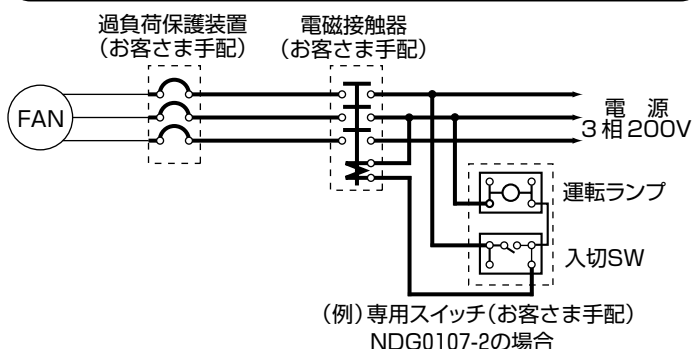 過負荷保護装置
(お客さま手配)
電磁接触器
(お客さま手配)
FAN
電 源
3相200V
運転ランプ
入切SW
(例)専用スイッチ(お客さま手配)
NDG0107-2の場合